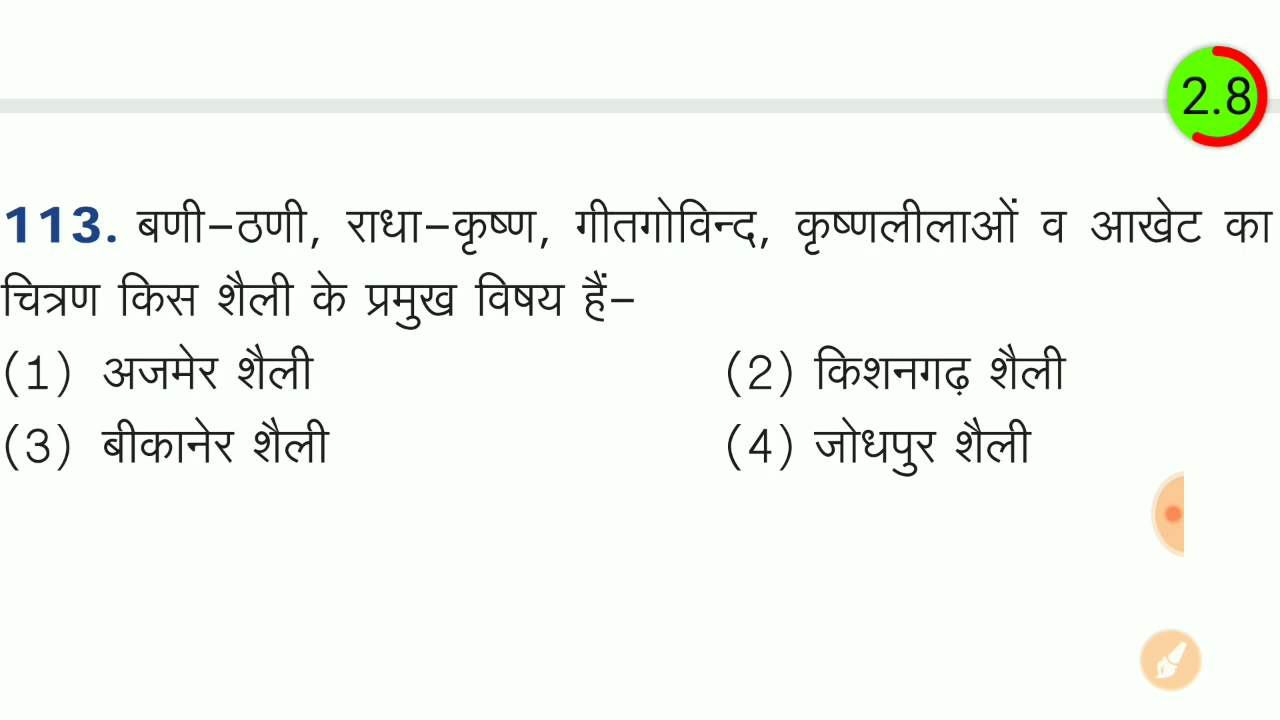 2.8
113. बणी–ठणी, राधा–कृष्ण, गीतगोविन्द, कृष्णलीलाओं व आखेट का
चित्रण किस शैली के प्रमुख विषय हैं–
(1) अजमेर शैली (2) किशनगढ़ शैली
(3) बीकानेर शैली (4) जोधपुर शैली